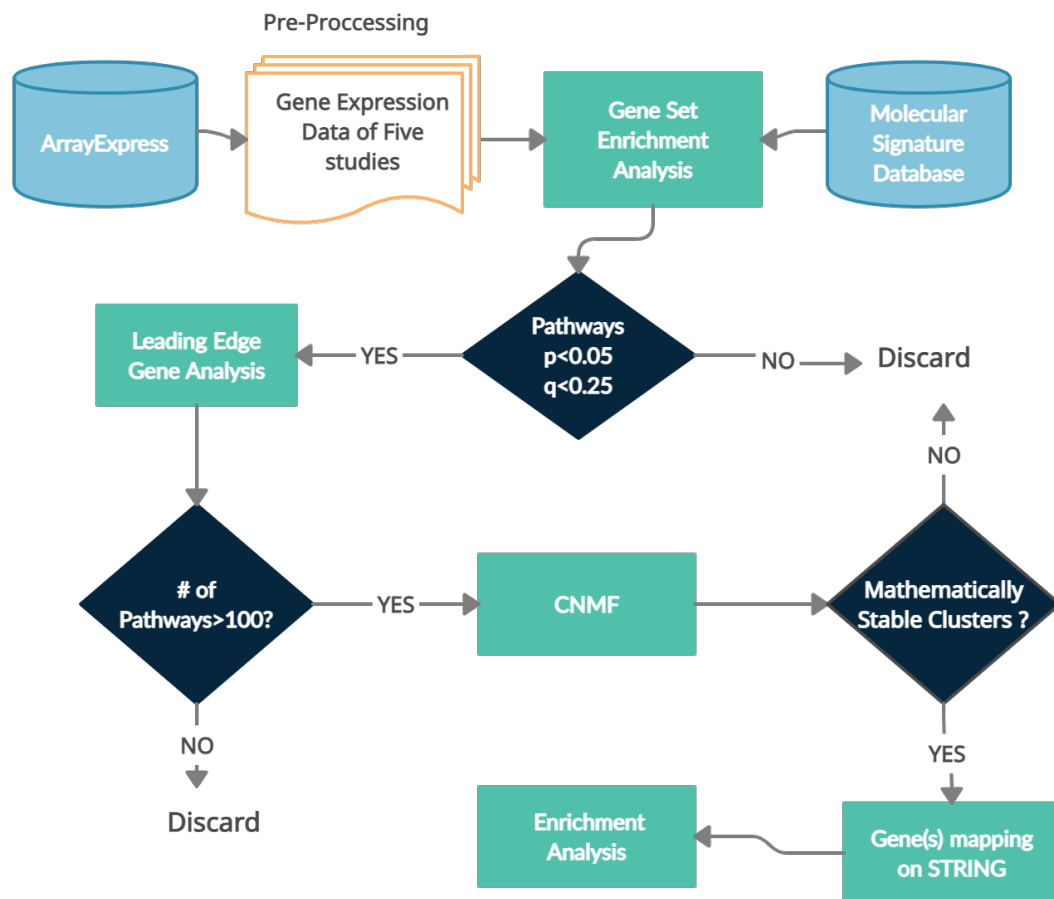 Pre-Proccessing
ArrayExpress
Gene Expression
Data of Five
studies
Gene Set
Enrichment
Analysis
Molecular
Signature
Database
Pathways
p<0.05
q<0.25
YES
NO
Discard
Leading Edge
Gene Analysis
NO
# of
Pathways>100?
YES
CNMF
Mathematically
Stable Clusters ?
NO
Discard
YES
Enrichment
Analysis
Gene(s) mapping
on STRING